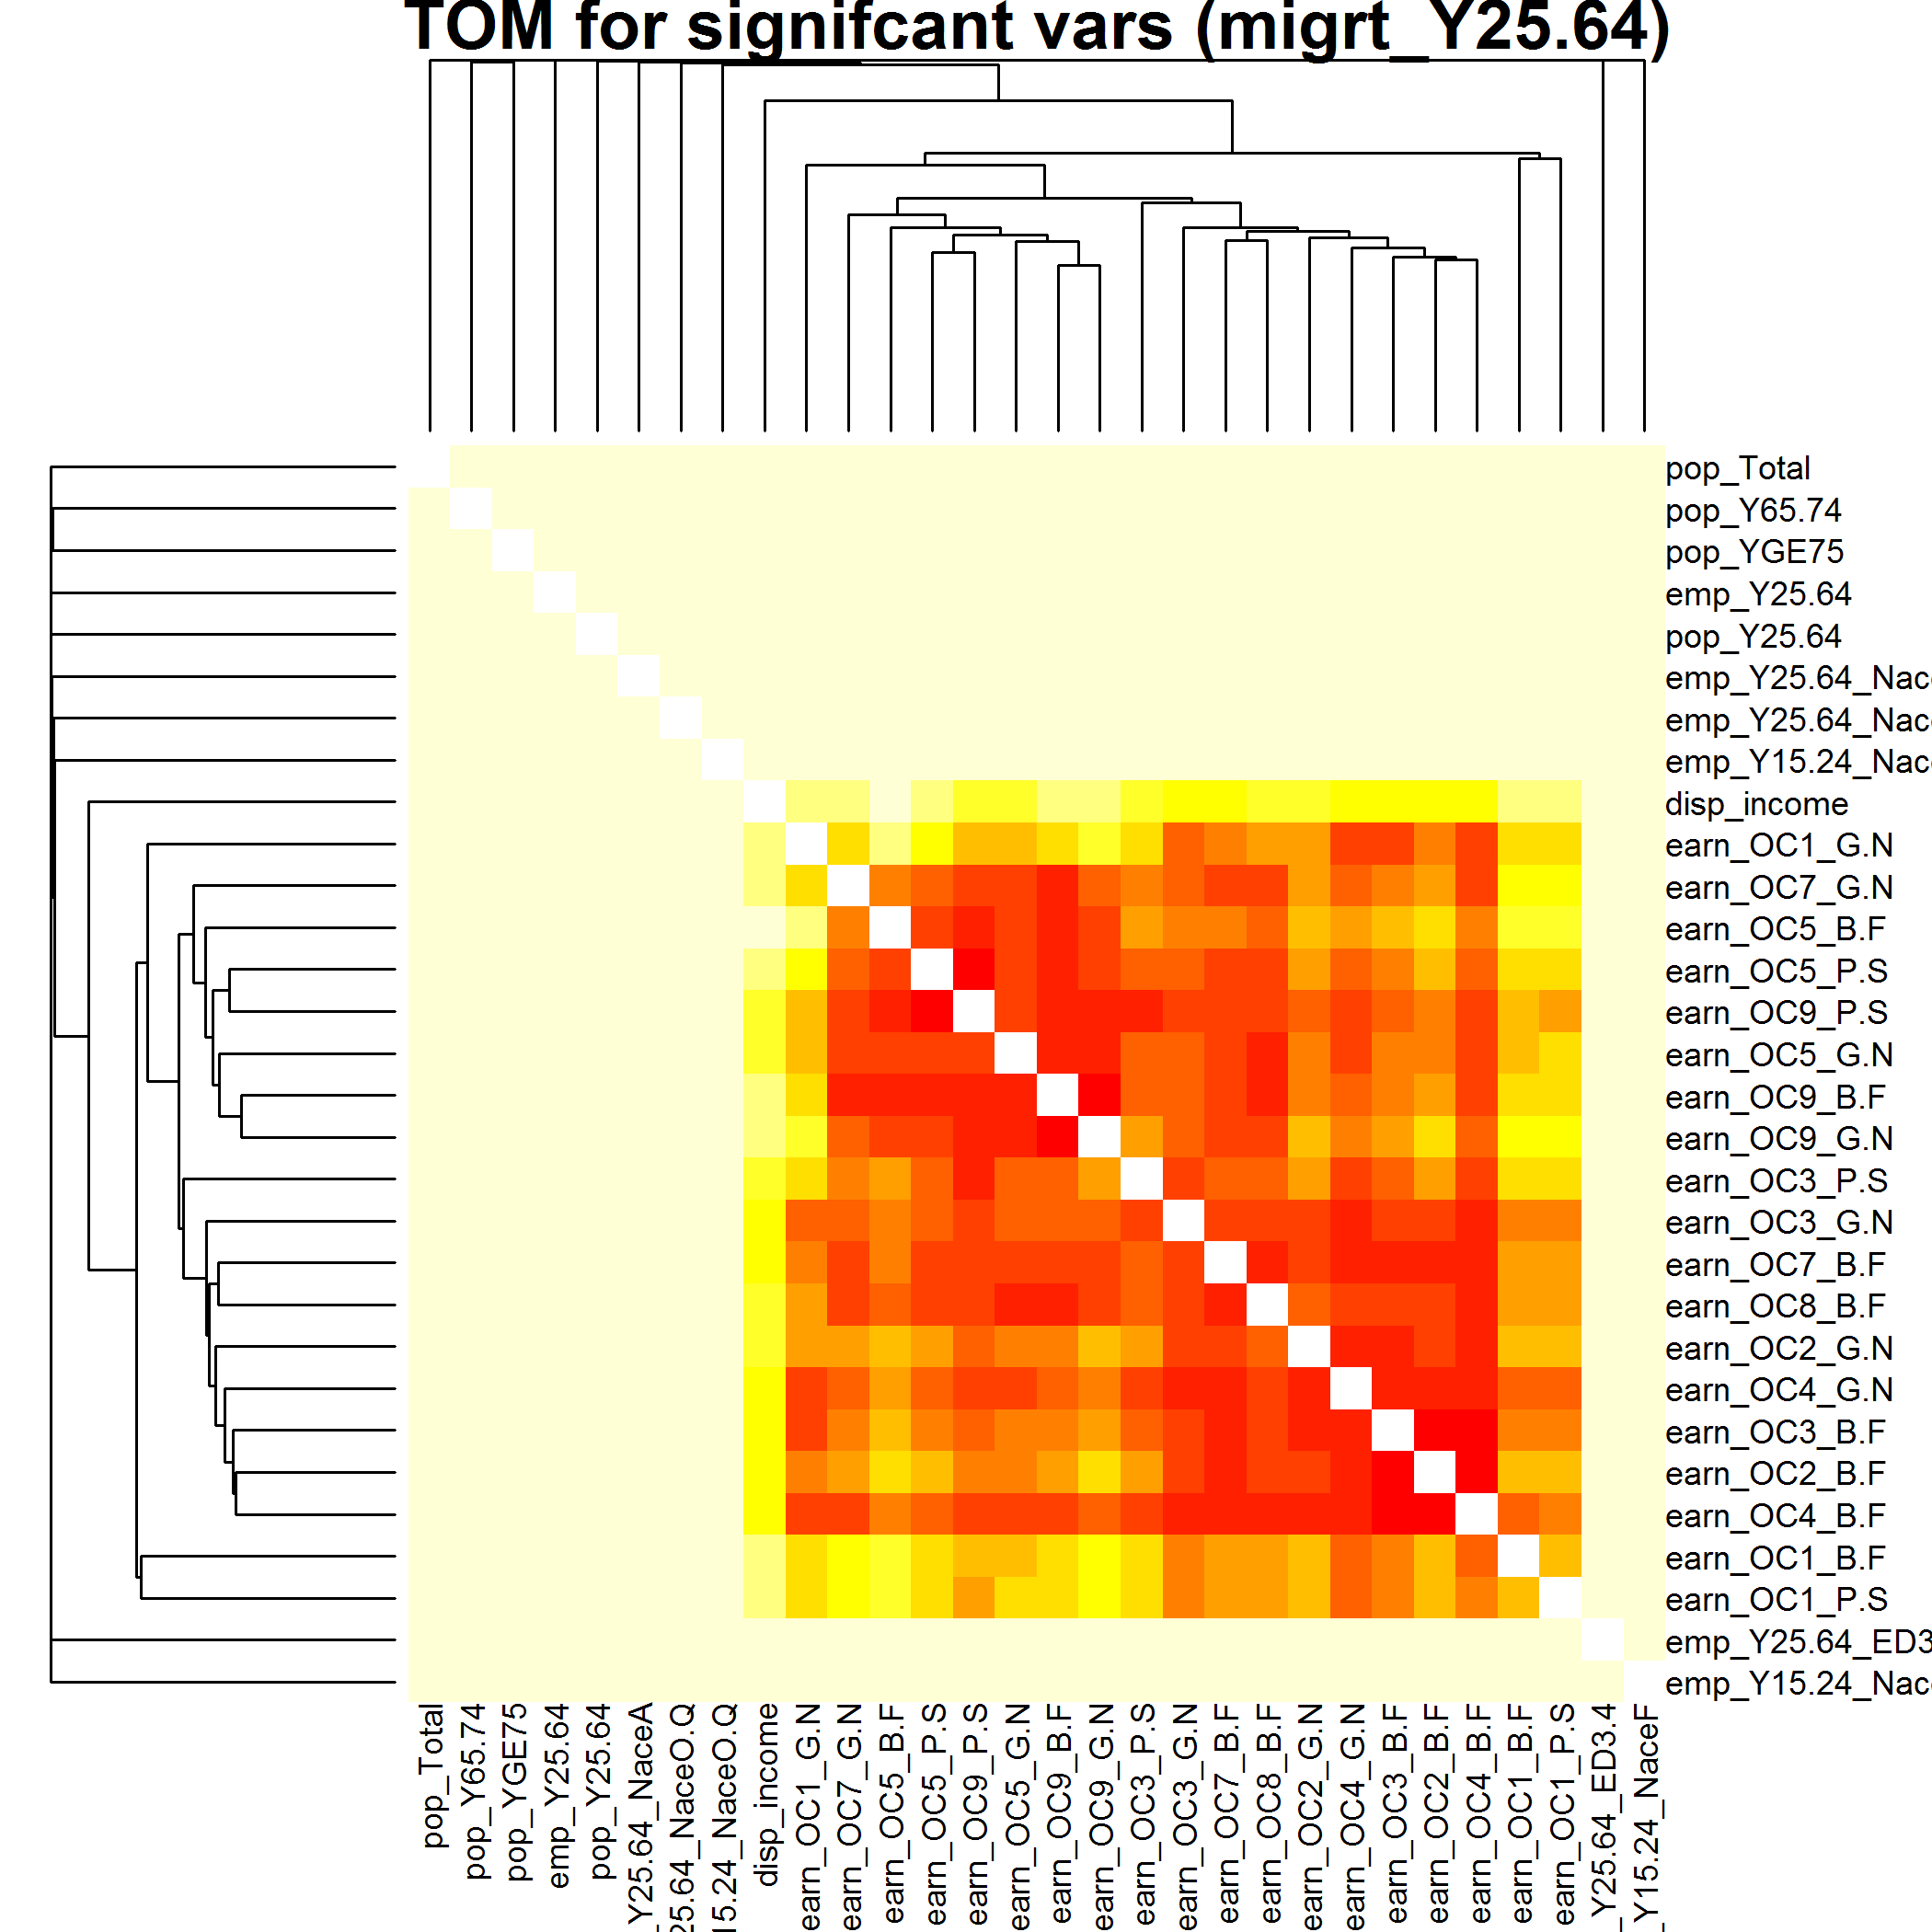 TOM for signifcant vars (migrt_Y25.64)
pop_Total
pop_Y65.74
pop_YGE75
emp_Y25.64
pop_Y25.64
emp_Y25.64_Nac
emp_Y25.64_Nac
emp_Y15.24_Nac
disp_income
earn_OC1_G.N
earn_OC7_G.N
earn_OC5_B.F
earn_OC5_P.S
earn_OC9_P.S
earn_OC5_G.N
earn_OC9_B.F
earn_OC9_G.N
earn_OC3_P.S
earn_OC3_G.N
earn_OC7_B.F
earn_OC8_B.F
earn_OC2_G.N
earn_OC4_G.N
earn_OC3_B.F
earn_OC2_B.F
earn_OC4_B.F
earn_OC1_B.F
earn_OC1_P.S
emp_Y25.64_ED3
emp_Y15.24_Nac
pop_Total
pop_Y65.74
pop_YGE75
emp_Y25.64
pop_Y25.64
_Y25.64_NaceA
25.64_NaceO.Q
15.24_NaceO.Q
disp_income
earn_OC1_G.N
earn_OC7_G.N
earn_OC5_B.F
earn_OC5_P.S
earn_OC9_P.S
earn_OC5_G.N
earn_OC9_B.F
earn_OC9_G.N
earn_OC3_P.S
earn_OC3_G.N
earn_OC7_B.F
earn_OC8_B.F
earn_OC2_G.N
earn_OC4_G.N
earn_OC3_B.F
earn_OC2_B.F
earn_OC4_B.F
earn_OC1_B.F
earn_OC1_P.S
_Y25.64_ED3.4
_Y15.24_NaceF